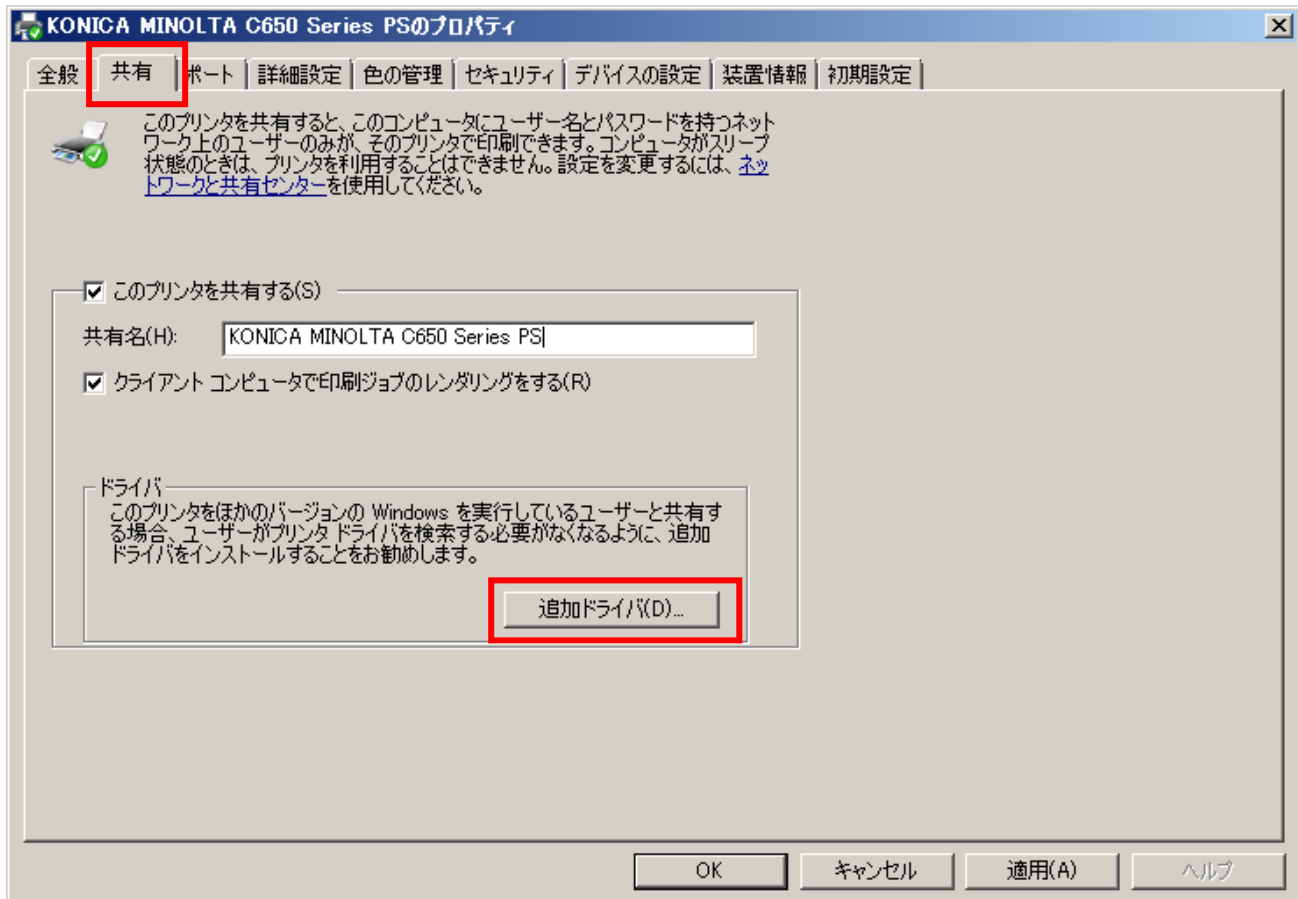 KONICA MINOLTA C650 Series PSのプロパティ
全般 共有 ポート 詳細設定 色の管理 セキュリティ デバイスの設定 装置情報 初期設定
このプリンタを共有すると、このコンピュータにユーザー名とパスワードを持つネット
ワーク上のユーザーのみが、そのプリンタで印刷できます。コンピュータがスリープ
状態のときは、プリンタを利用することはできません。設定を変更するには、ネッ
トワークと共有センターを使用してください。
このプリンタを共有する(S)
共有名(H): KONICA MINOLTA C650 Series PS
クライアント コンピュータで印刷ジョブのレンダリングをする(R)
ドライバ
このプリンタをほかのバージョンの Windows を実行しているユーザーと共有す
る場合、ユーザーがプリンタ ドライバを検索する必要がなくなるように、追加
ドライバをインストールすることをお勧めします。
追加ドライバ(D)...
OK キャンセル 適用(A) ヘルプ